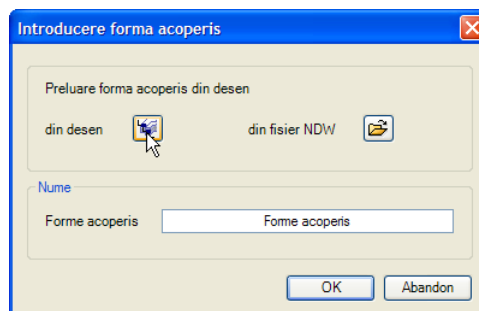 Introducere forma acoperis
Preluare forma acoperis din desen
din desen din fisier NDW
Nume
Forme acoperis Forme acoperis
OK Abandon